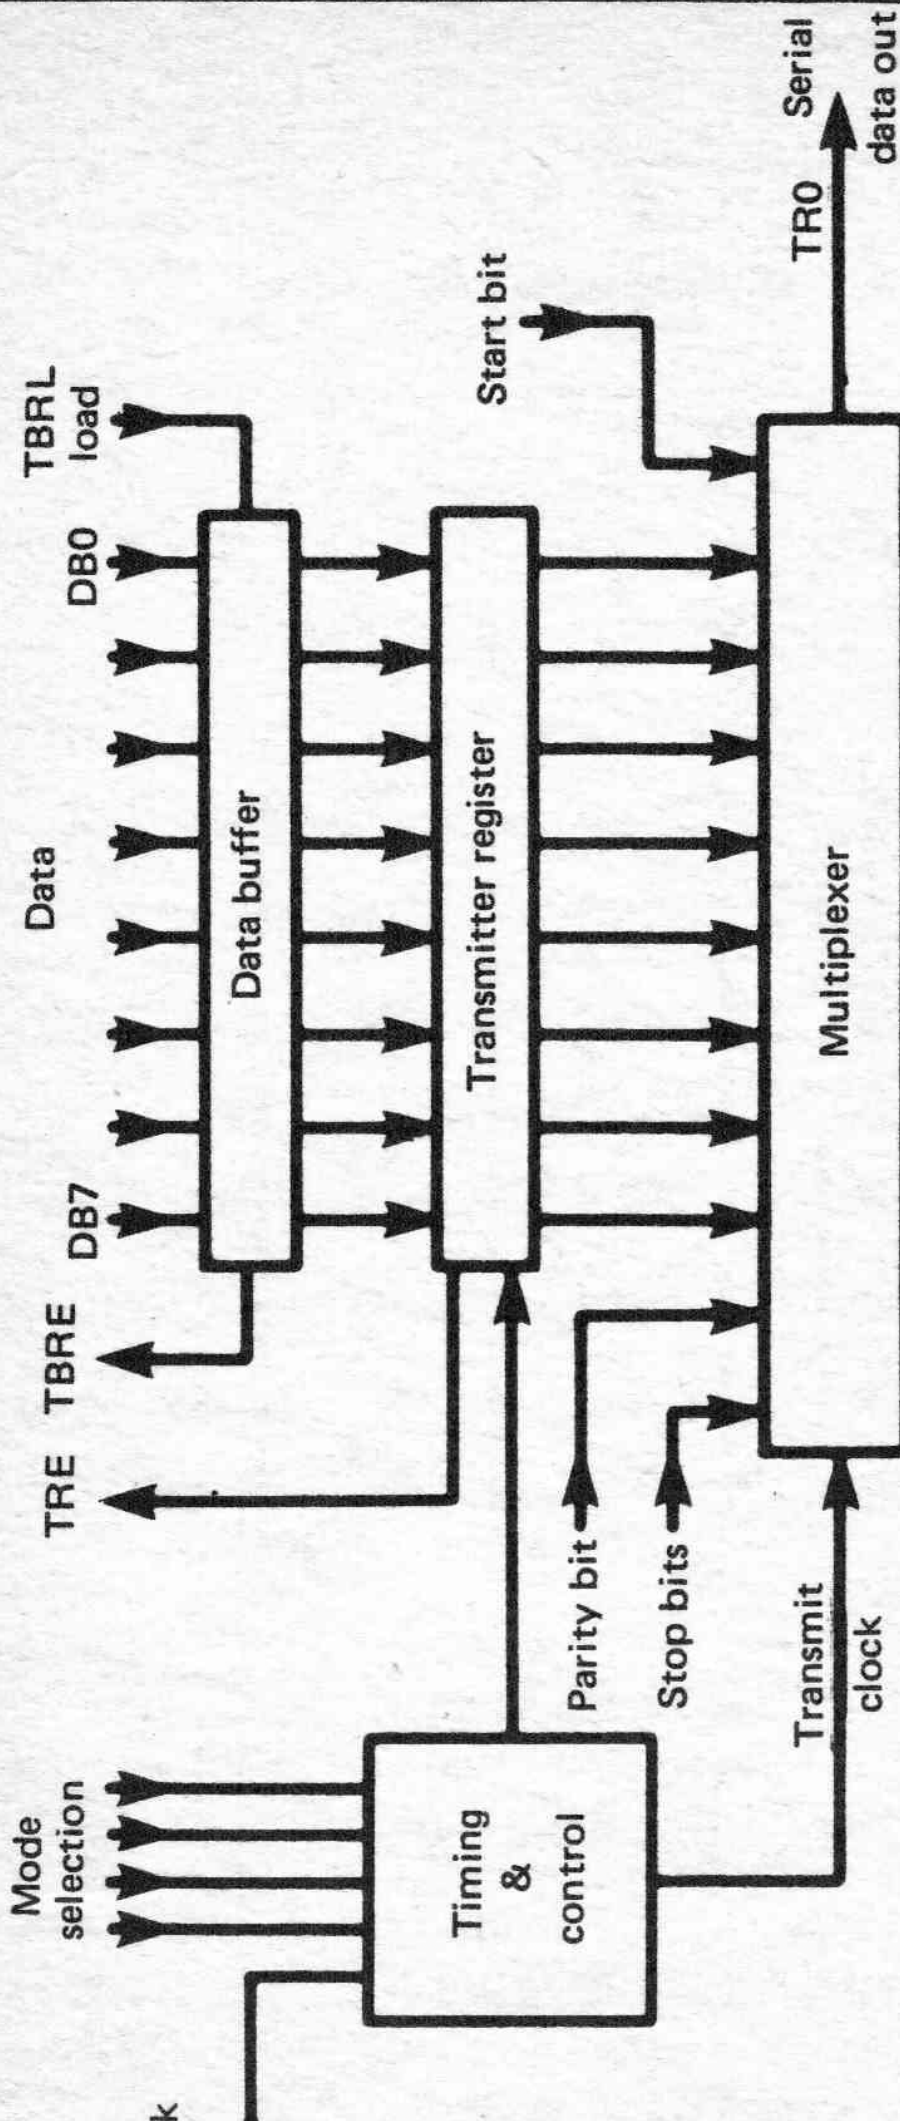 Mode
selection
TRE
TBRE
DB7
Data
DB0
TBRL
load
Data buffer
Transmitter register
Start bit
Timing
&
control
Parity bit
Stop bits
Transmit
clock
Multiplexer
TRO
Serial
data out